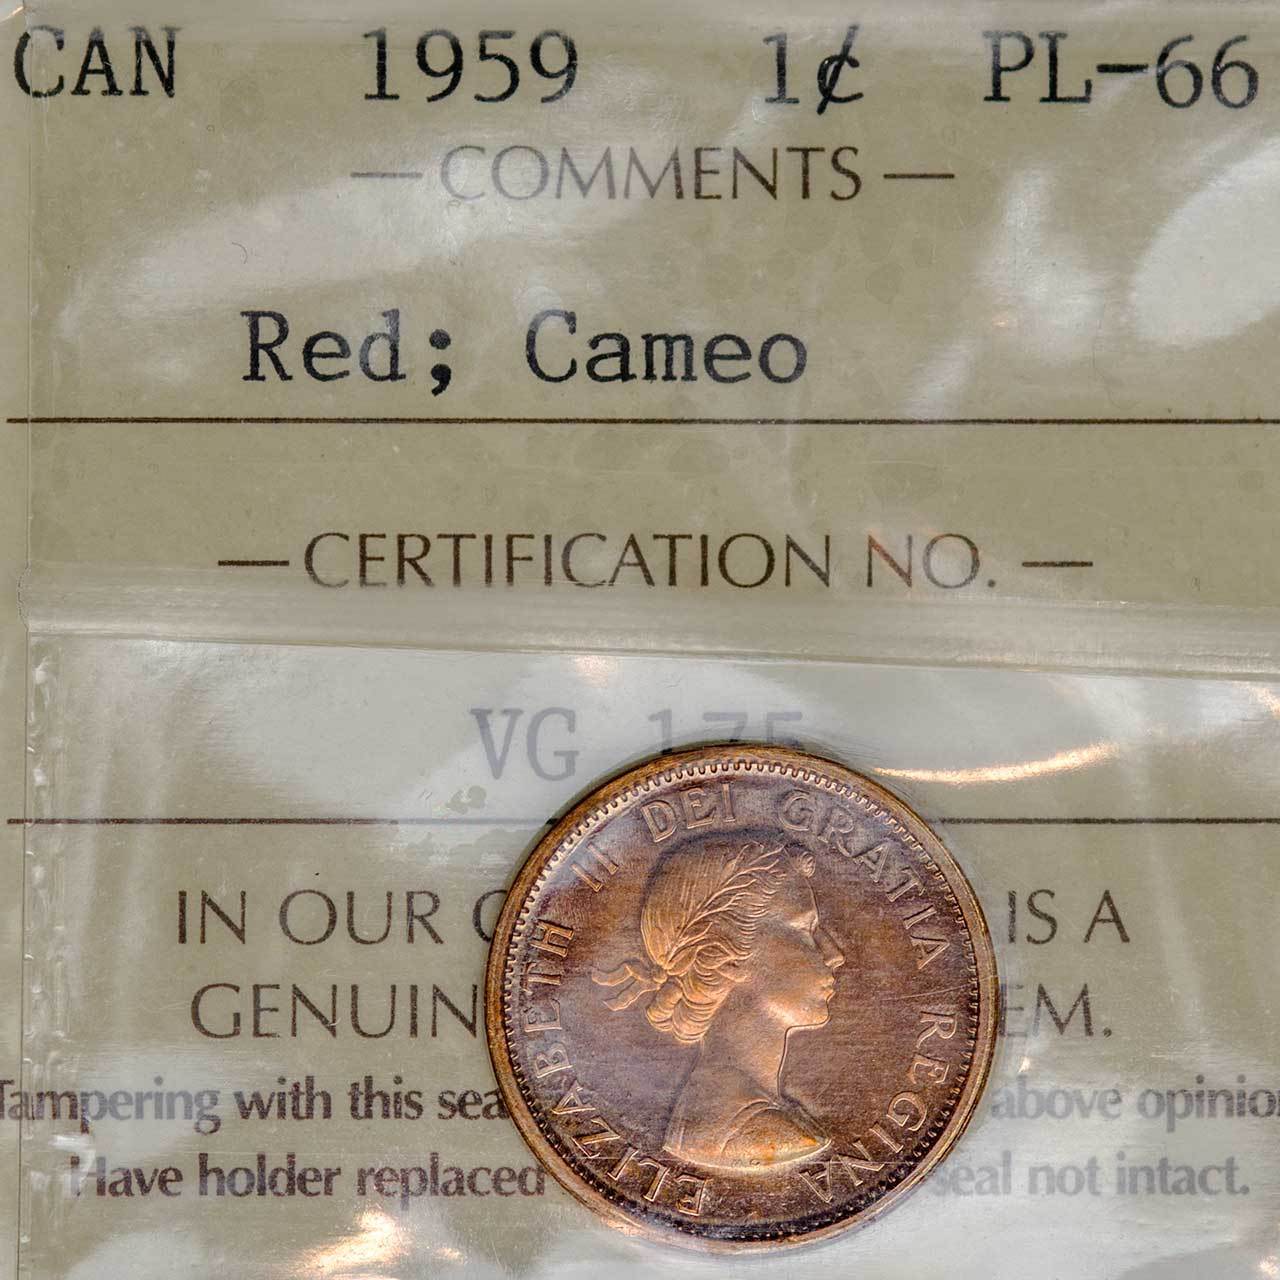 CAN 1959 1¢ PL-66
— COMMENTS —
Red; Cameo
— CERTIFICATION NO. —
VG 175
IN OUR IS A
GENUIN EM.
Tampering with this sea above opinion
Have holder replaced seal not intact.
ELIZABETH II DEI GRATIA REGINA